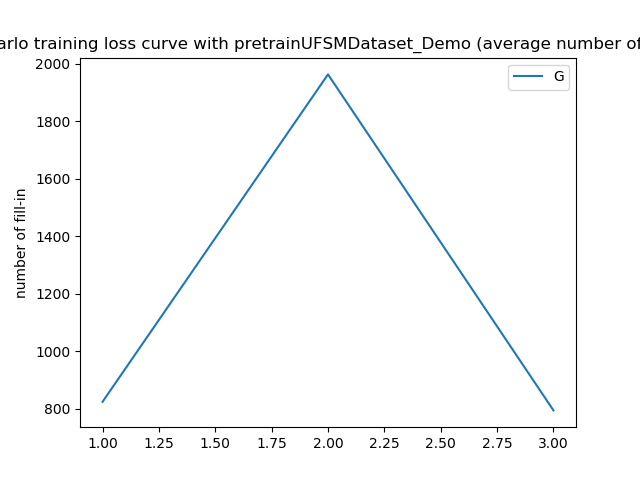 arlo training loss curve with pretrainUFSMDataset_Demo (average number of
G
2000
1800
1600
1400
1200
1000
800
number of fill-in
1.00 1.25 1.50 1.75 2.00 2.25 2.50 2.75 3.00